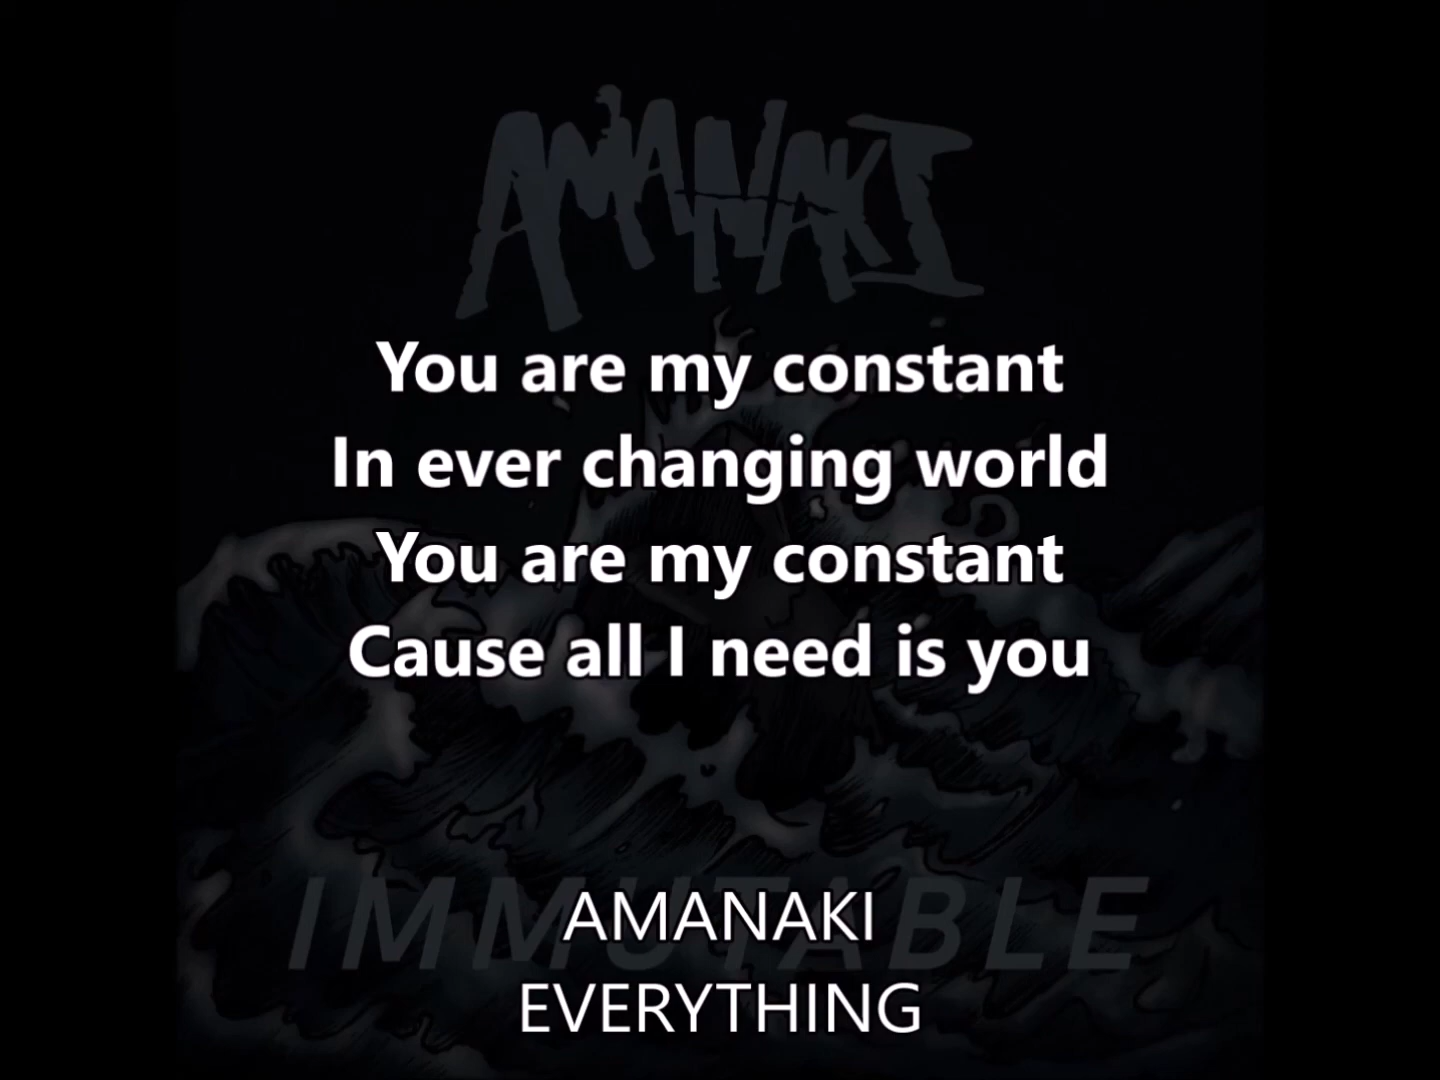 AMANAKI
You are my constant
In ever changing world
You are my constant
Cause all I need is you
IMMUTABLE
AMANAKI
EVERYTHING